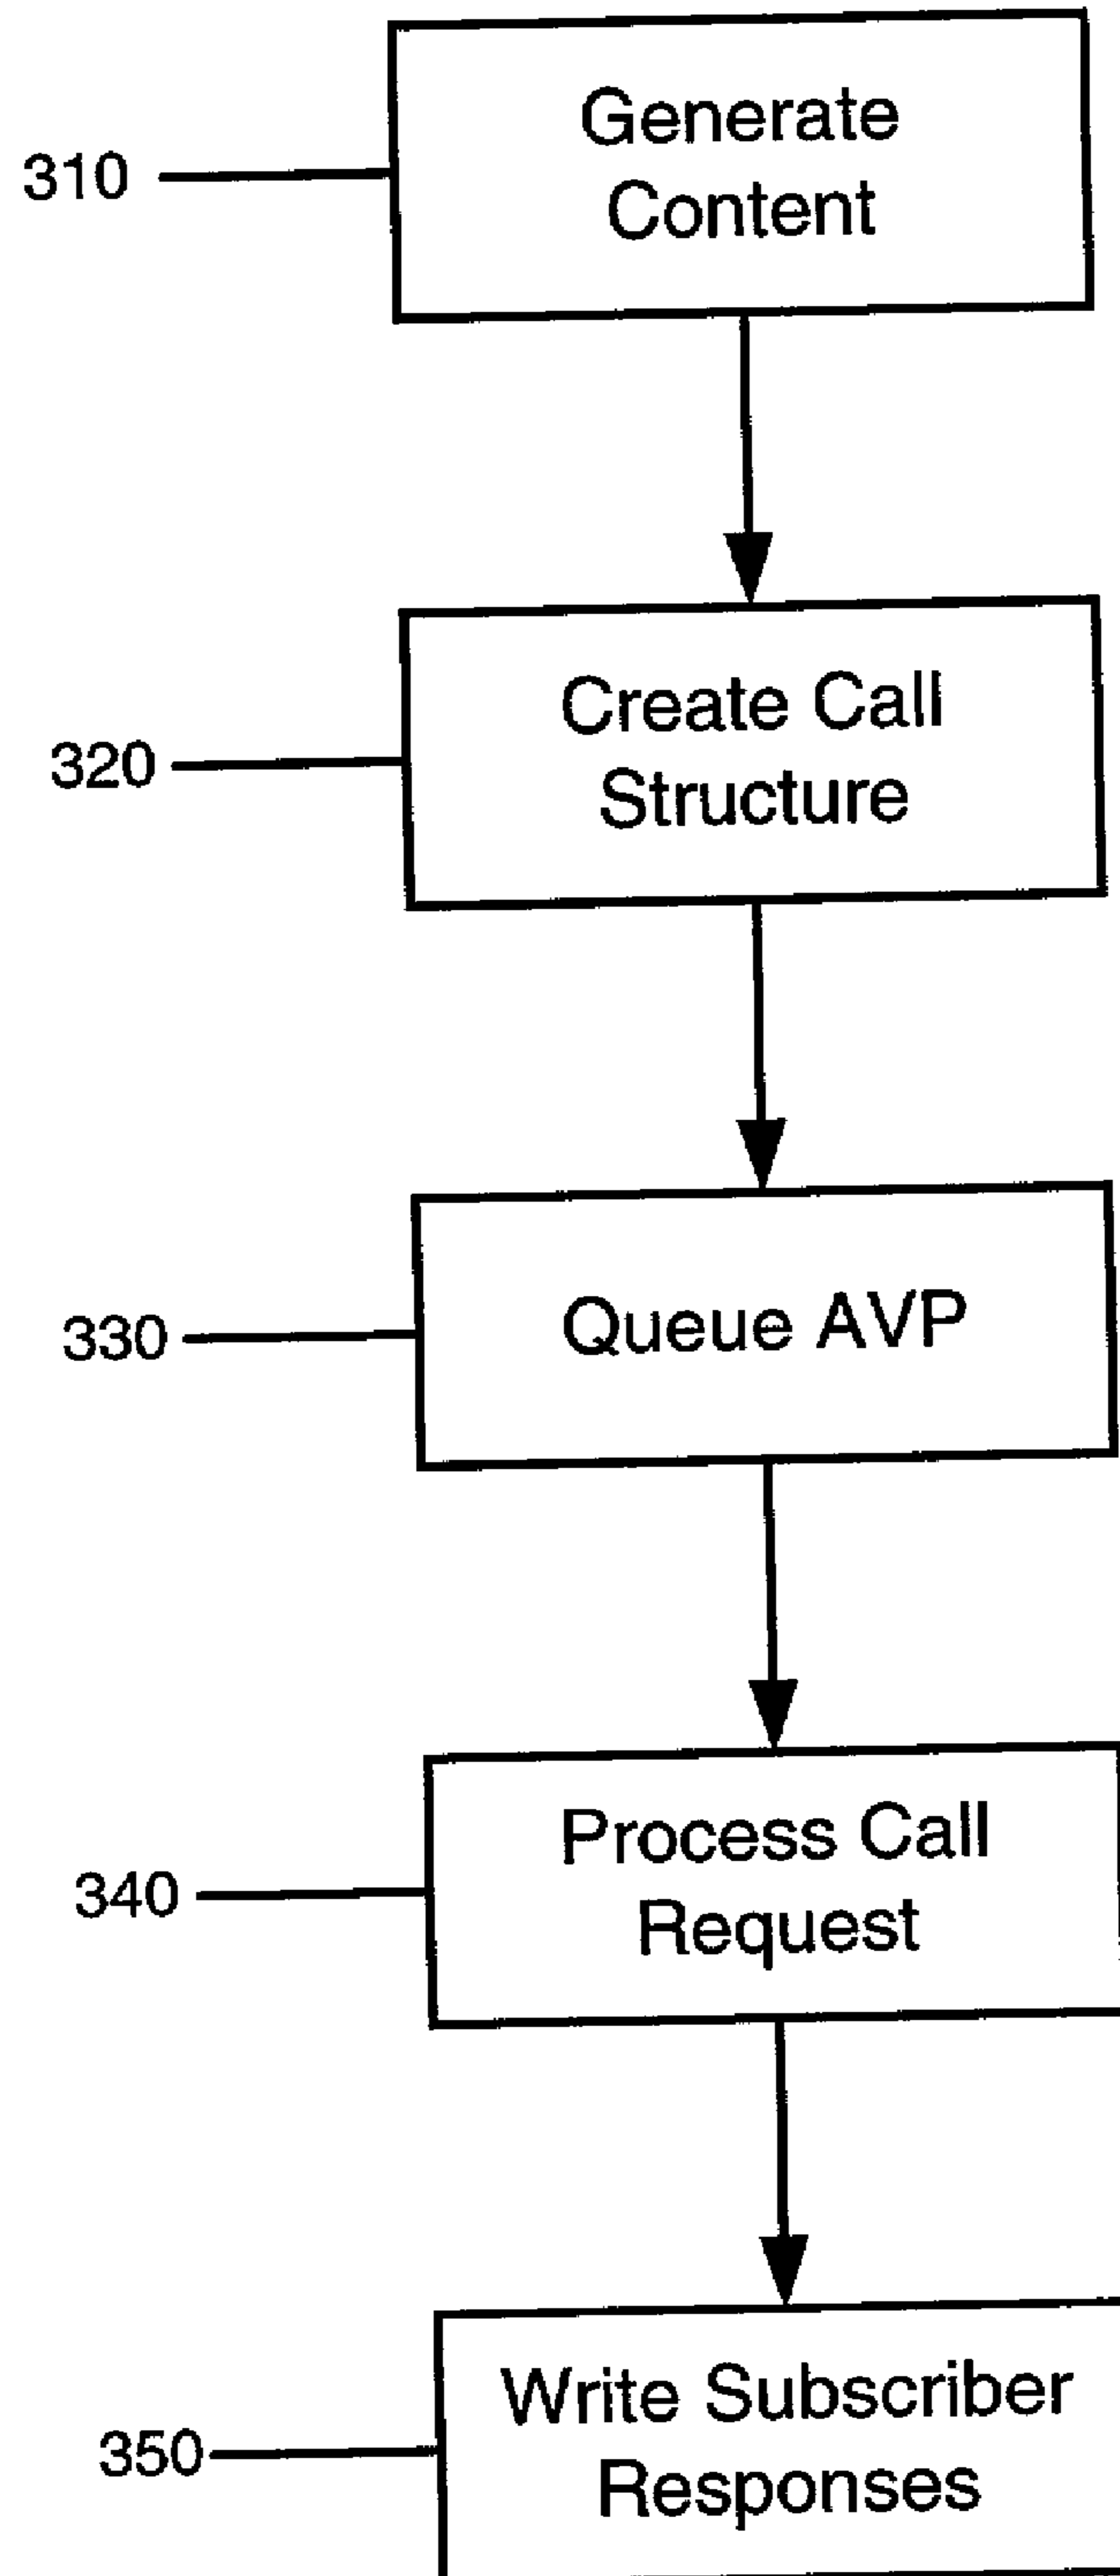 310
Generate
Content
320
Create Call
Structure
330
Queue AVP
340
Process Call
Request
350
Write Subscriber
Responses